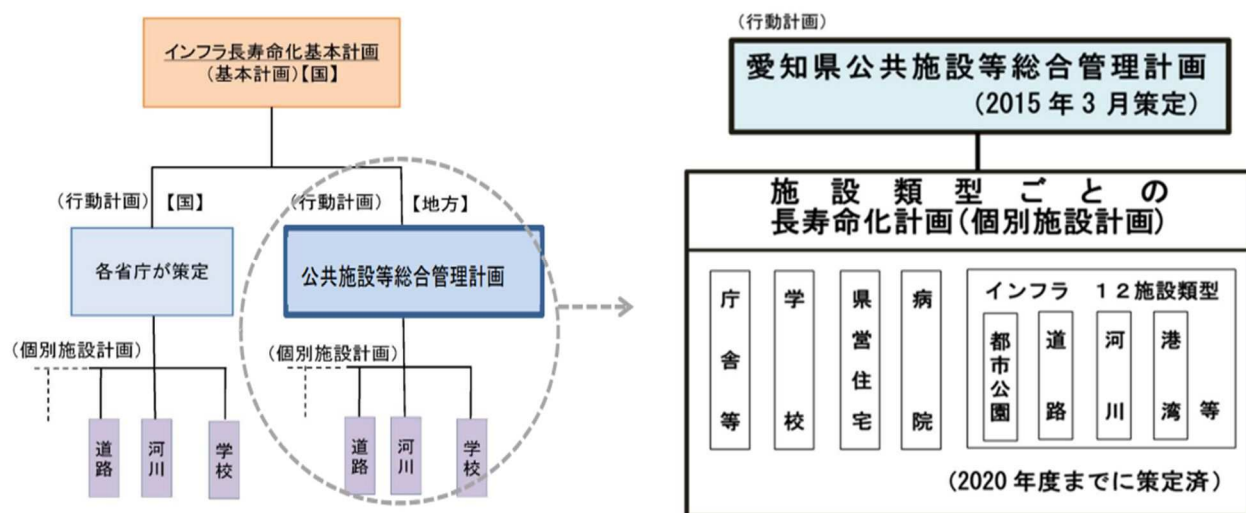 インフラ長寿命化基本計画
(基本計画)【国】
(行動計画)
【国】
(行動計画)
【地方】
各省庁が策定
公共施設等総合管理計画
(個別施設計画)
(個別施設計画)
道路
河川
学校
道路
河川
学校
(行動計画)
愛知県公共施設等総合管理計画
(2015年3月策定)
施設類型ごとの
長寿命化計画(個別施設計画)
庁舎等
学校
県営住宅
病院
インフラ 12施設類型
都市公園
道路
河川
港湾
等
(2020年度までに策定済)